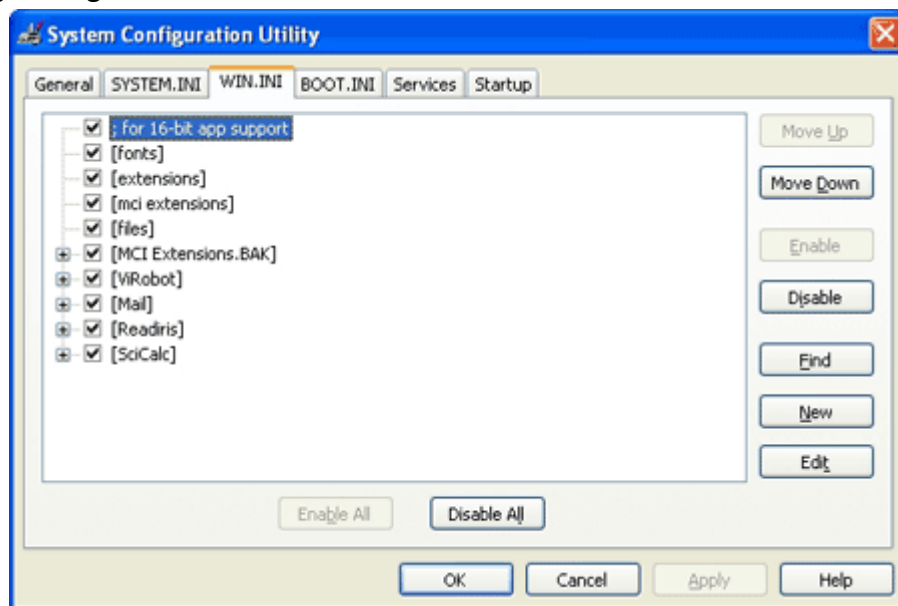 System Configuration Utility
General SYSTEM.INI WIN.INI BOOT.INI Services Startup
; for 16-bit app support
[fonts]
[extensions]
[mci extensions]
[files]
[MCI Extensions.BAK]
[ViRobot]
[Mail]
[Readiris]
[SciCalc]
Move Up
Move Down
Enable
Disable
Find
New
Edit
Enable All Disable All
OK Cancel Apply Help